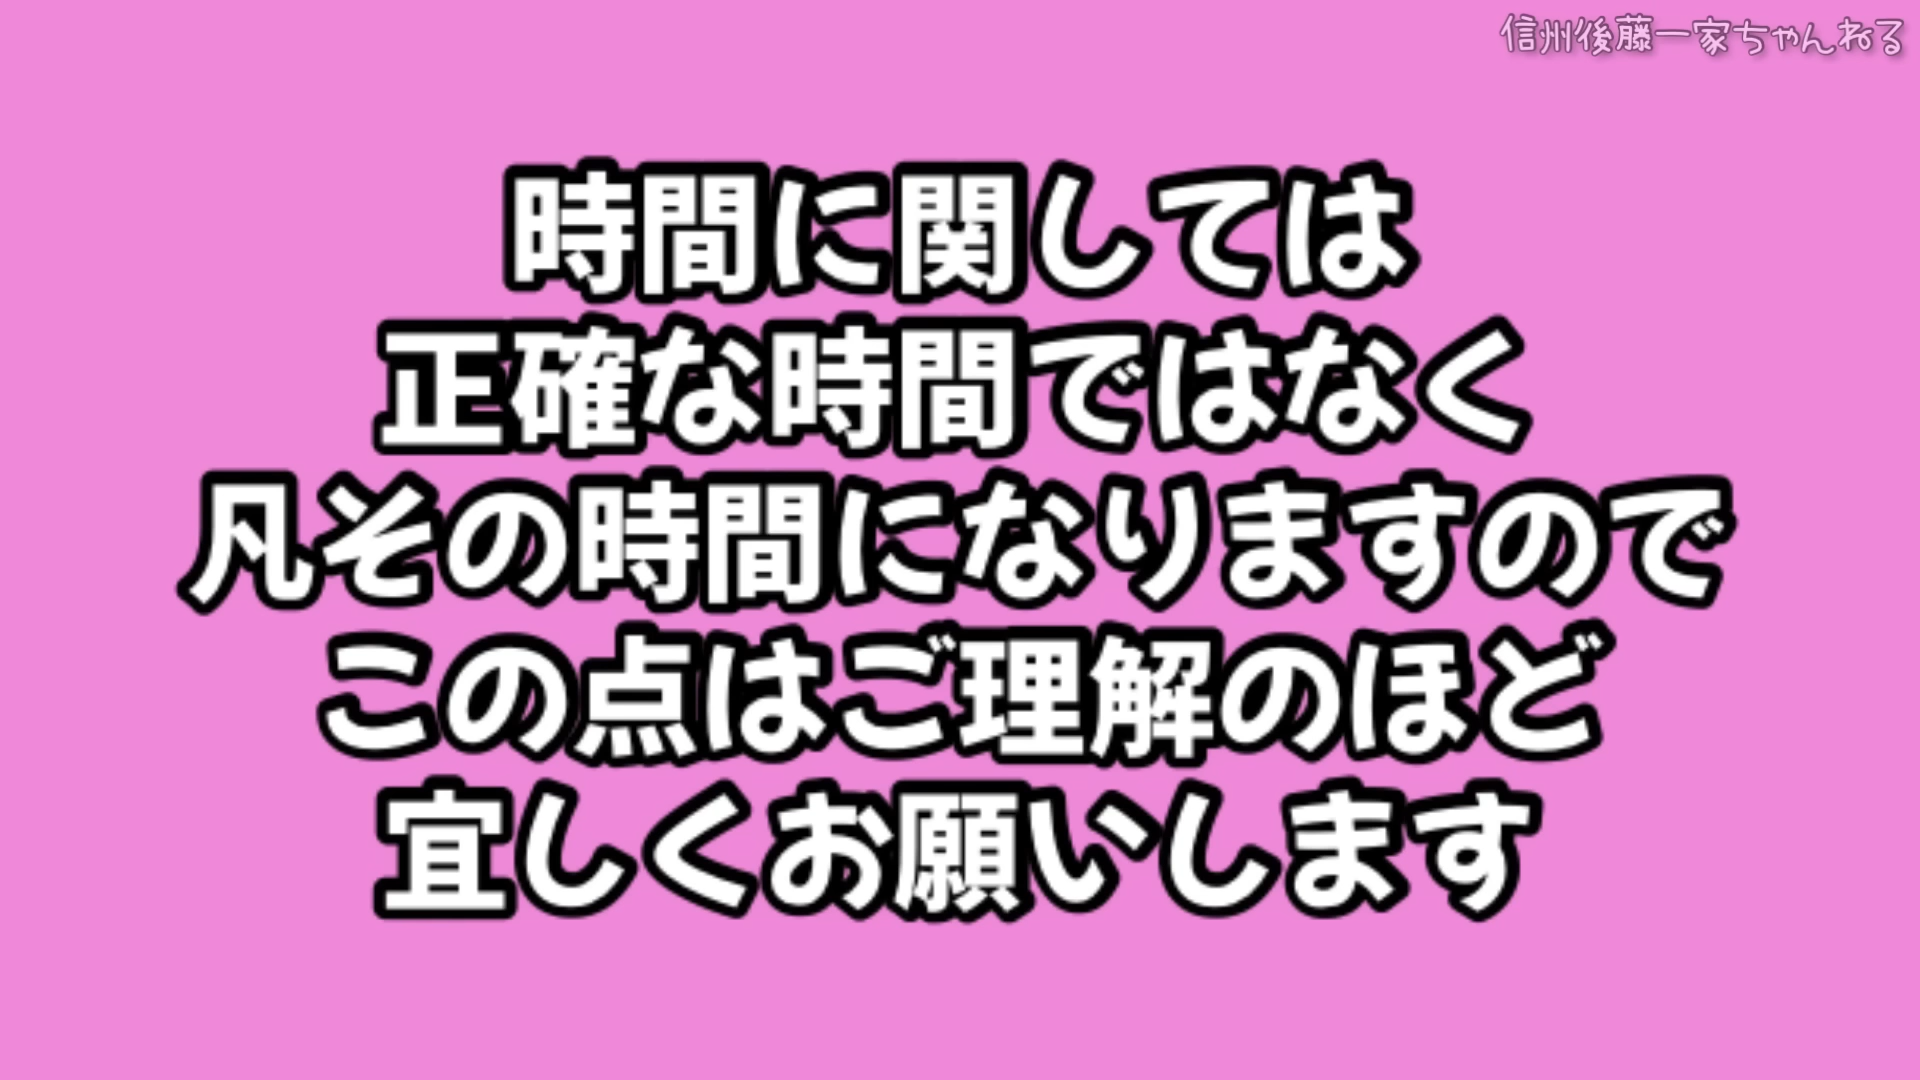 信州後藤一家ちゃんねる
時間に関しては
正確な時間ではなく
凡その時間になりますので
この点はご理解のほど
宜しくお願いします